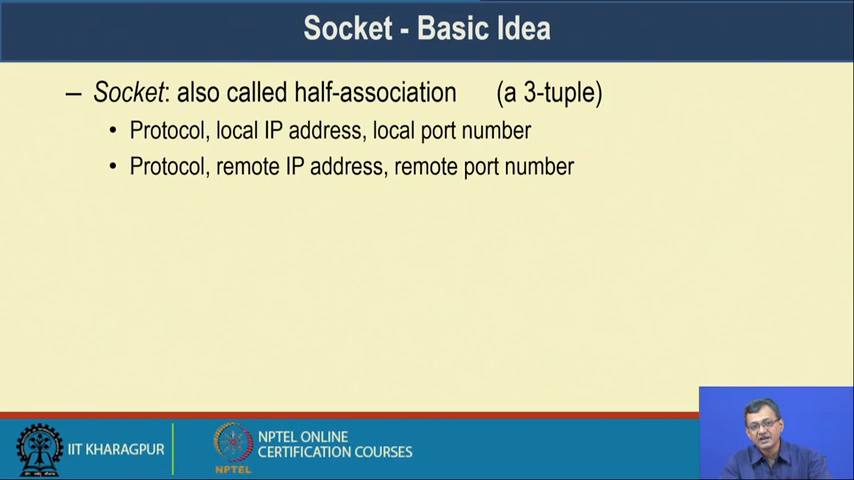 Socket - Basic Idea
– Socket: also called half-association (a 3-tuple)
• Protocol, local IP address, local port number
• Protocol, remote IP address, remote port number
IIT KHARAGPUR
NPTEL
NPTEL ONLINE
CERTIFICATION COURSES